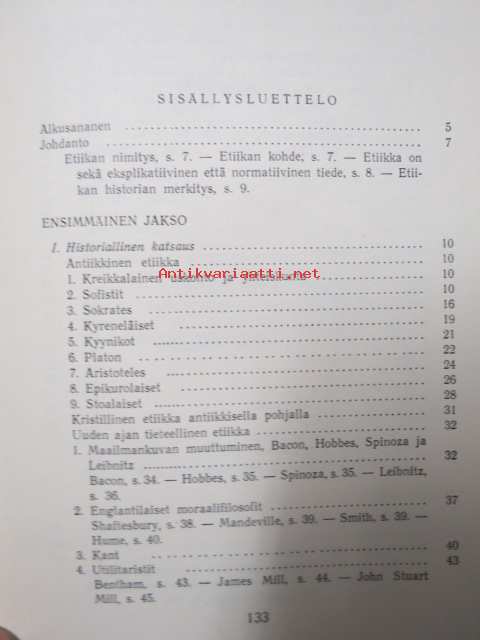 SISÄLLYSLUETTELO
Alkusananen 5
Johdanto 7
Etiikan nimitys, s. 7. — Etiikan kohde, s. 7. — Etiikka on
sekä eksplikatiivinen että normatiivinen tiede, s. 8. — Etii-
kan historian merkitys, s. 9.
ENSIMMÄINEN JAKSO
I. Historiallinen katsaus 10
Antiikkinen etiikka 10
Antikvariaatti.net
1. Kreikkalainen uskonto ja yhteiskunta 10
2. Sofistit 10
3. Sokrates 16
4. Kyreneläiset 19
5. Kyynikot 21
6. Platon 22
7. Aristoteles 24
8. Epikurolaiset 26
9. Stoalaiset 28
Kristillinen etiikka antiikkisella pohjalla 31
Uuden ajan tieteellinen etiikka 32
1. Maailmankuvan muuttuminen, Bacon, Hobbes, Spinoza ja
Leibnitz 32
Bacon, s. 34. — Hobbes, s. 35. — Spinoza, s. 35. — Leibnitz,
s. 36.
2. Englantilaiset moraalifilosofit 37
Shaftesbury, s. 38. — Mandeville, s. 39. — Smith, s. 39. —
Hume, s. 40.
3. Kant 40
4. Utilitaristit 43
Bentham, s. 43. — James Mill, s. 44. — John Stuart
Mill, s. 45.
133